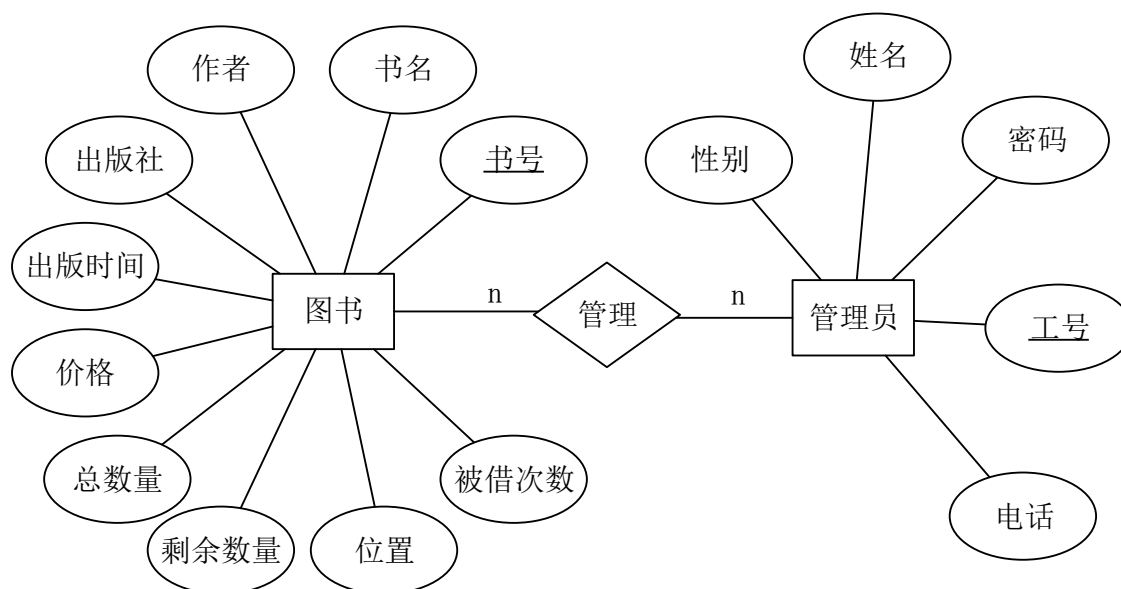 姓名
作者
书名
密码
出版社
书号
性别
出版时间
图书
n
管理
n
管理员
工号
价格
总数量
被借次数
剩余数量
位置
电话